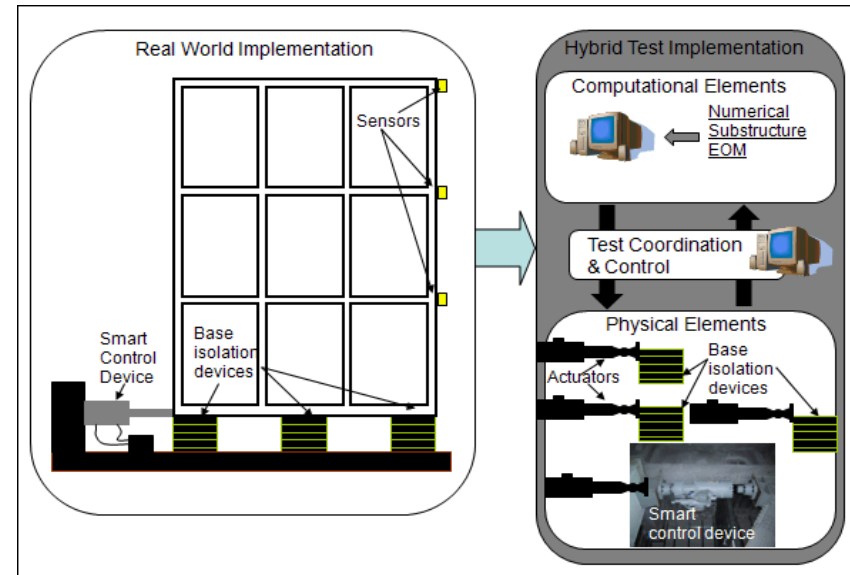 Real World Implementation
Sensors
Smart
Control
Device
Base
isolation
devices
Hybrid Test Implementation
Computational Elements
Numerical
Substructure
EOM
Test Coordination
& Control
Physical Elements
Actuators
Base
isolation
devices
Smart
control device